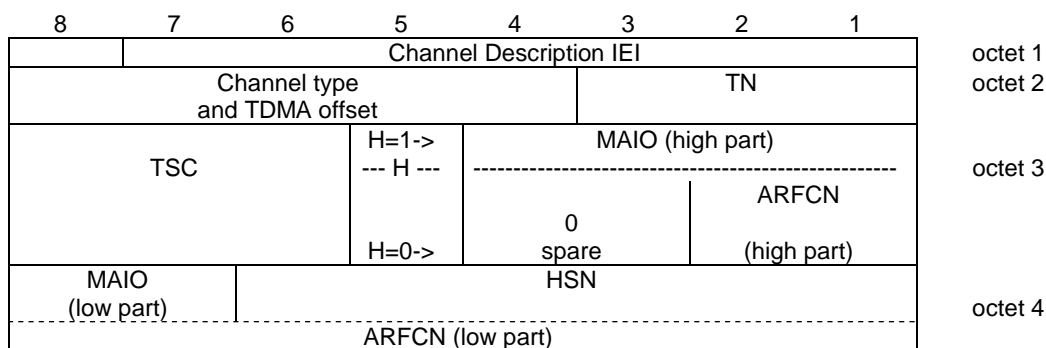 8 7 6 5 4 3 2 1
Channel Description IEI octet 1
Channel type TN octet 2
and TDMA offset
H=1-> MAIO (high part)
TSC --- H --- ------------------------------------------------------ octet 3
ARFCN
0
H=0-> spare (high part)
MAIO HSN
(low part) octet 4
ARFCN (low part)